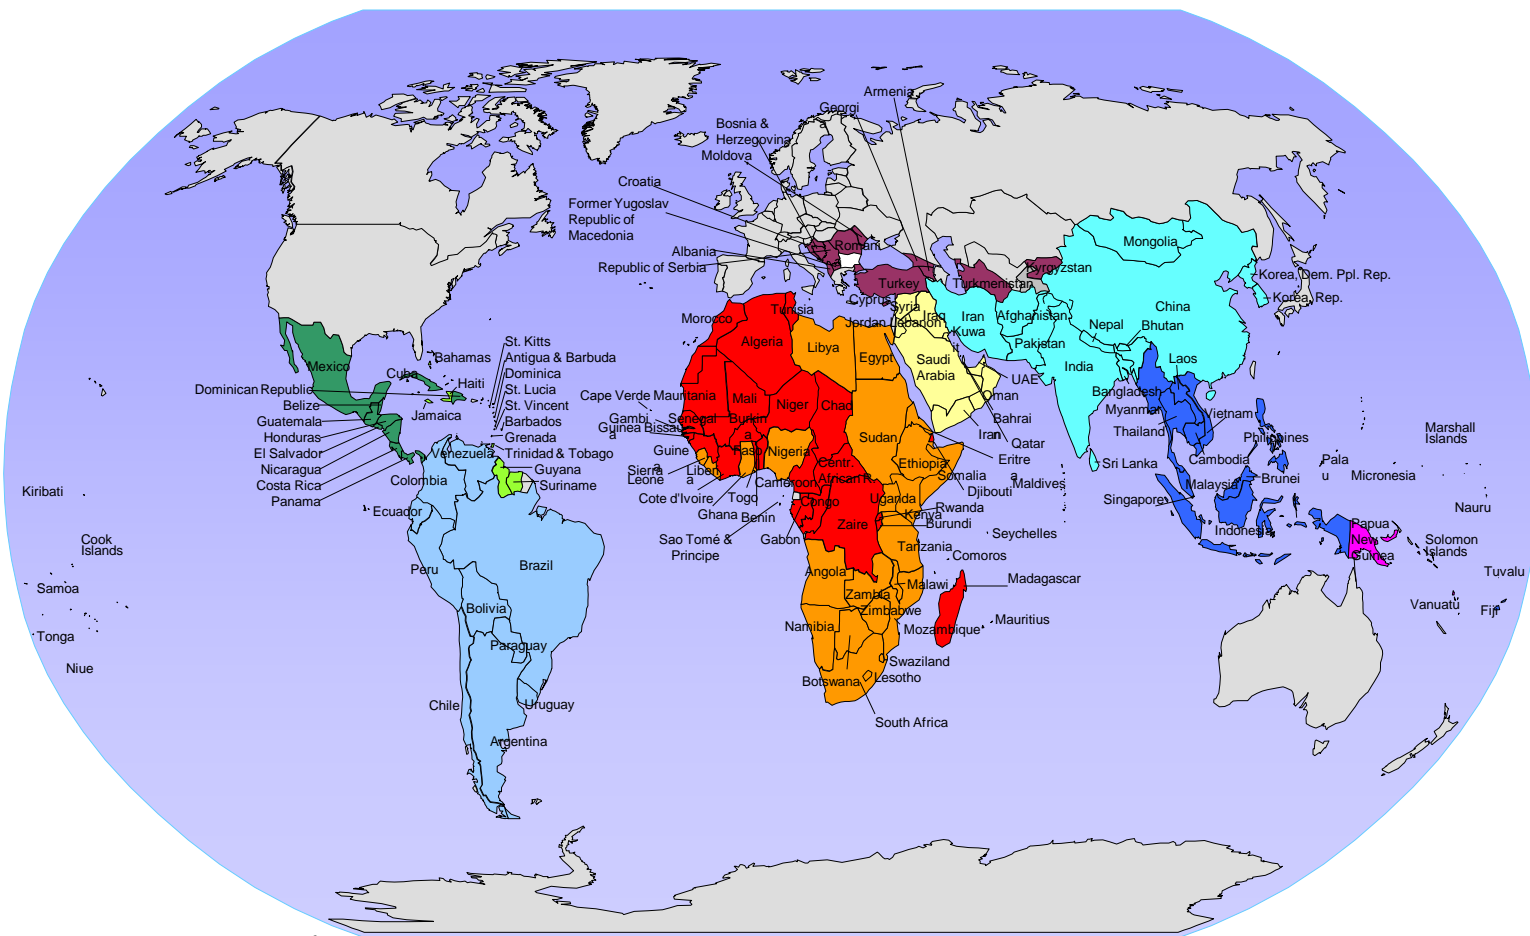 Armenia
Georgi
Bosnia &
Herzegovina
Moldova
Croatia
Former Yugoslav
Republic of
Macedonia
Albania
Republic of Serbia
Romani
a
Turkey
Cyprus
Turkmenistan
Kyrgyzstan
Mongolia
China
Korea, Dem. Ppl. Rep.
Korea, Rep.
Syria
Iraq
Iran
Afghanistan
Jordan
Lebanon
Kuwa
it
Pakistan
Nepal
Bhutan
India
Saudi
Arabia
UAE
Oman
Bahrai
n
Iran
Qatar
Bangladesh
Laos
Myanmar
Thailand
Vietnam
Cambodia
Philippines
Sri Lanka
Maldives
Malaysia
Brunei
Singapore
Indonesia
Papua
New
Guinea
Pala
u
Micronesia
Marshall
Islands
Nauru
Solomon
Islands
Tuvalu
Vanuatu
Fiji
Morocco
Tunisia
Algeria
Libya
Egypt
Cape Verde
Mauritania
Mali
Niger
Chad
Sudan
Eritre
a
Gambi
a
Senegal
Guinea Bissau
Guine
a
Burkin
a
Faso
Sierra
Leone
Liberi
a
Cote d'Ivoire
Ghana
Togo
Benin
Nigeria
Cameroon
Centr.
African R.
Ethiopia
Somalia
Djibouti
Uganda
Kenya
Rwanda
Burundi
Congo
Zaire
Gabon
Sao Tomé &
Principe
Tanzania
Seychelles
Comoros
Angola
Zambia
Malawi
Zimbabwe
Mozambique
Madagascar
Mauritius
Namibia
Botswana
Swaziland
Lesotho
South Africa
Mexico
Bahamas
Cuba
Haiti
Dominican Republic
Jamaica
Belize
Guatemala
Honduras
El Salvador
Nicaragua
Costa Rica
Panama
St. Kitts
Antigua & Barbuda
Dominica
St. Lucia
St. Vincent
Barbados
Grenada
Trinidad & Tobago
Guyana
Suriname
Venezuela
Colombia
Ecuador
Peru
Brazil
Bolivia
Paraguay
Chile
Uruguay
Argentina
Kiribati
Cook
Islands
Samoa
Tonga
Niue